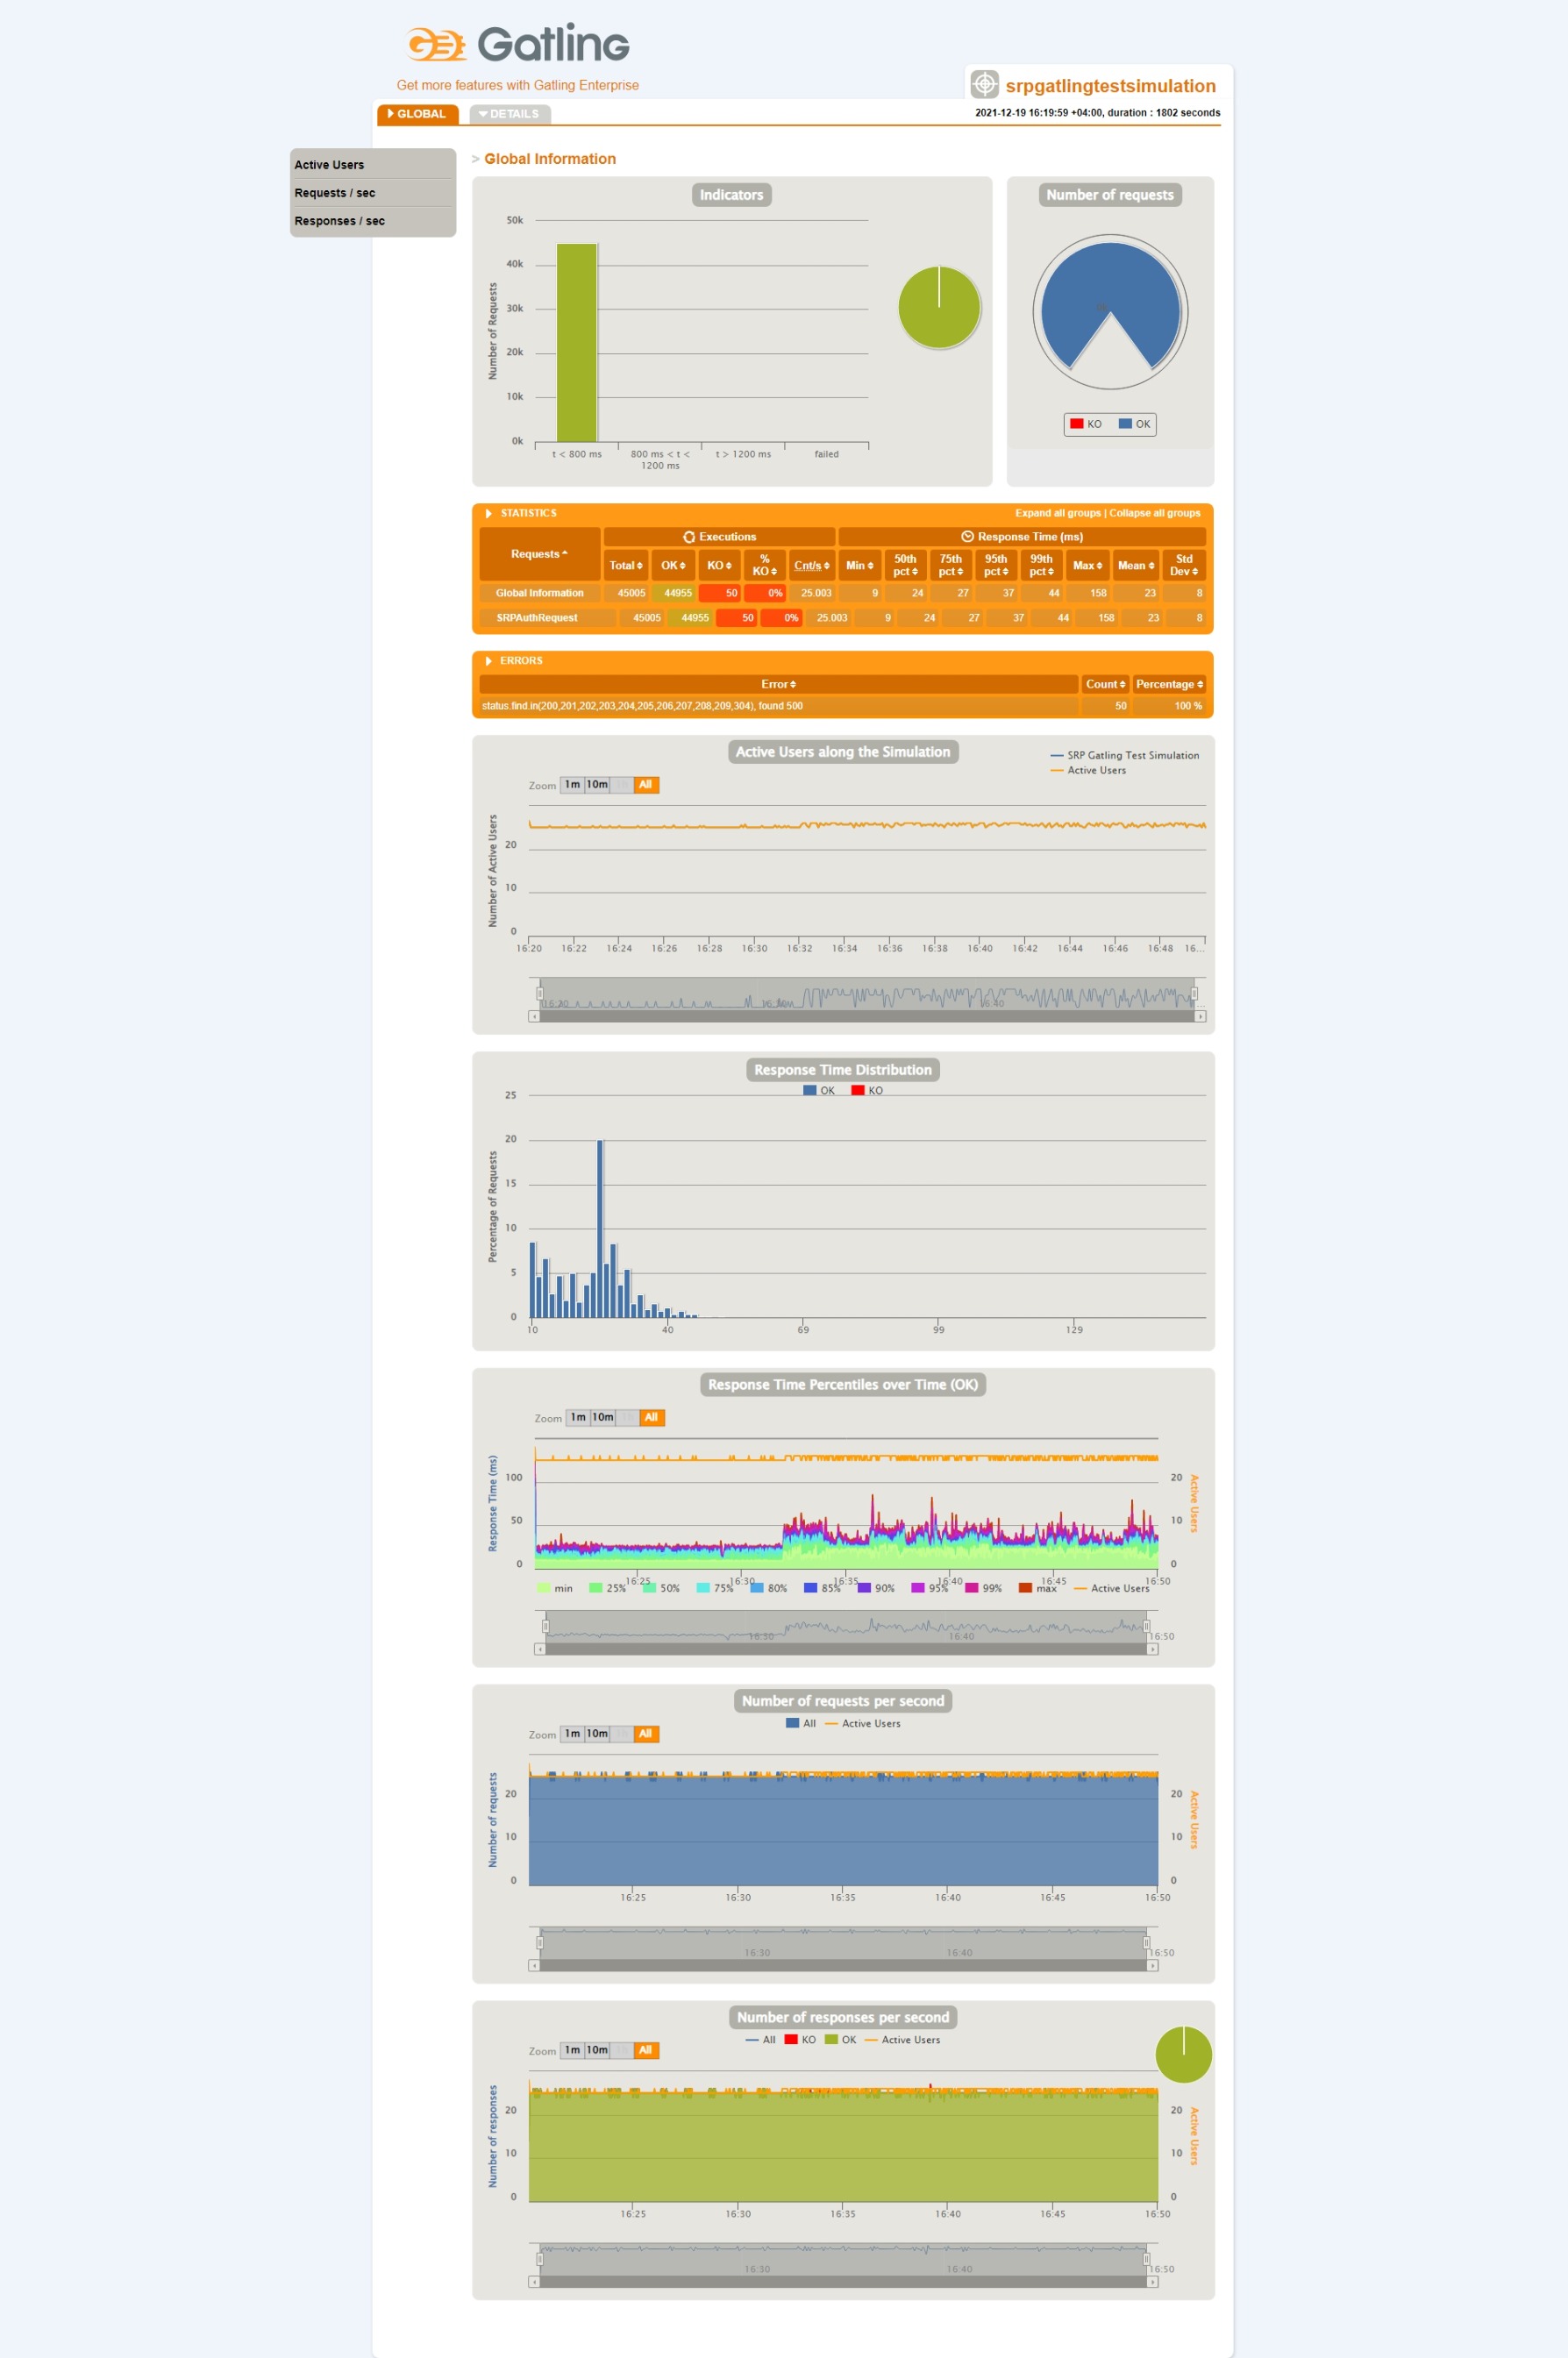 Gatling
Get more features with Gatling Enterprise
srpgatlingtestsimulation
GLOBAL
DETAILS
2021-12-19 16:19:59 +04:00, duration : 1802 seconds
Active Users
Requests / sec
Responses / sec
> Global Information
Indicators
Number of Requests
50k
40k
30k
20k
10k
0k
t < 800 ms
800 ms < t < 1200 ms
t > 1200 ms
failed
Number of requests
KO OK
STATISTICS
Expand all groups | Collapse all groups
Requests
Executions
Response Time (ms)
Total OK KO % KO Cnt/s Min 50th pct 75th pct 95th pct 99th pct Max Mean Std Dev
Global Information 45005 44955 50 0% 25.003 9 24 27 37 44 158 23 8
SRPAuthRequest 45005 44955 50 0% 25.003 9 24 27 37 44 158 23 8
ERRORS
Error Count Percentage
status.find.in(200,201,202,203,204,205,206,207,208,209,304), found 500 50 100 %
Active Users along the Simulation
SRP Gatling Test Simulation
Active Users
Zoom 1m 10m All
Number of Active Users
20
10
0
16:20 16:22 16:24 16:26 16:28 16:30 16:32 16:34 16:36 16:38 16:40 16:42 16:44 16:46 16:48 16...
16:20 16:30 16:40
Response Time Distribution
OK KO
Percentage of Requests
25
20
15
10
5
0
10 40 69 99 129
Response Time Percentiles over Time (OK)
Zoom 1m 10m All
Response Time (ms)
100
50
0
Active Users
20
10
0
16:25 16:30 16:35 16:40 16:45 16:50
min 25% 50% 75% 80% 85% 90% 95% 99% max Active Users
16:30 16:40 16:50
Number of requests per second
All Active Users
Zoom 1m 10m All
Number of requests
20
10
0
Active Users
20
10
0
16:25 16:30 16:35 16:40 16:45 16:50
16:30 16:40 16:50
Number of responses per second
All KO OK Active Users
Zoom 1m 10m All
Number of responses
20
10
0
Active Users
20
10
0
16:25 16:30 16:35 16:40 16:45 16:50
16:30 16:40 16:50